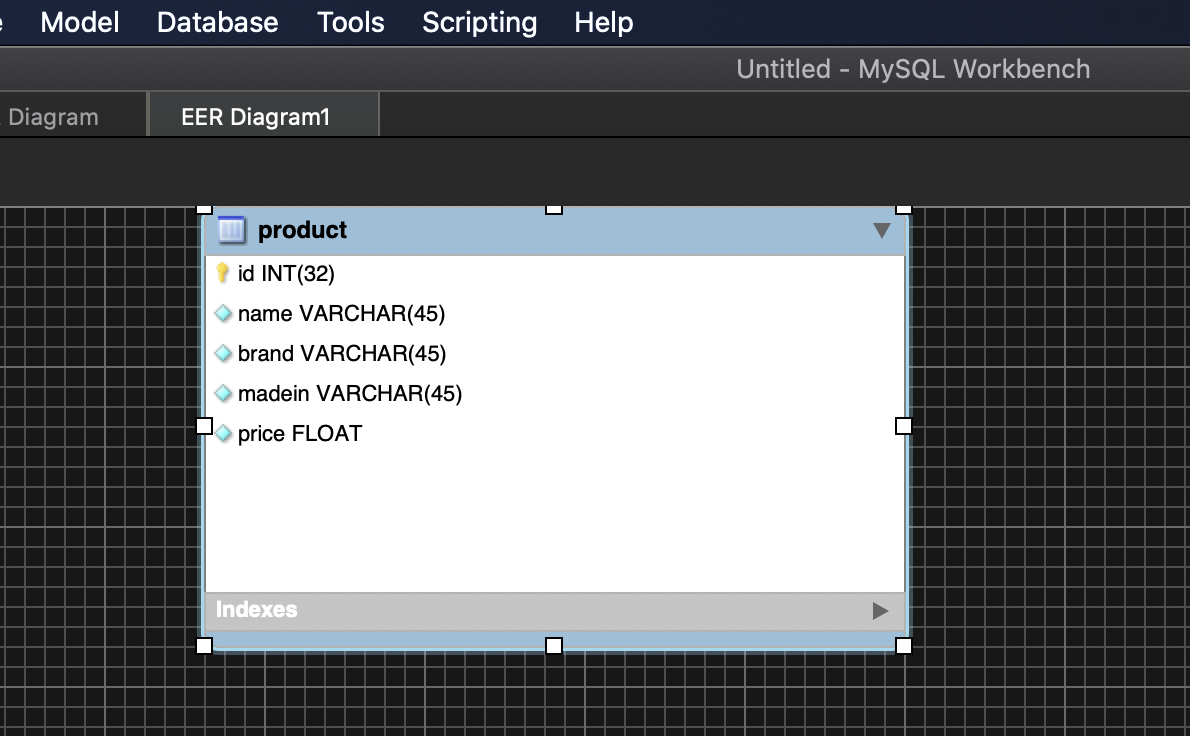 Model Database Tools Scripting Help
Untitled - MySQL Workbench
Diagram EER Diagram1
product
id INT(32)
name VARCHAR(45)
brand VARCHAR(45)
madein VARCHAR(45)
price FLOAT
Indexes